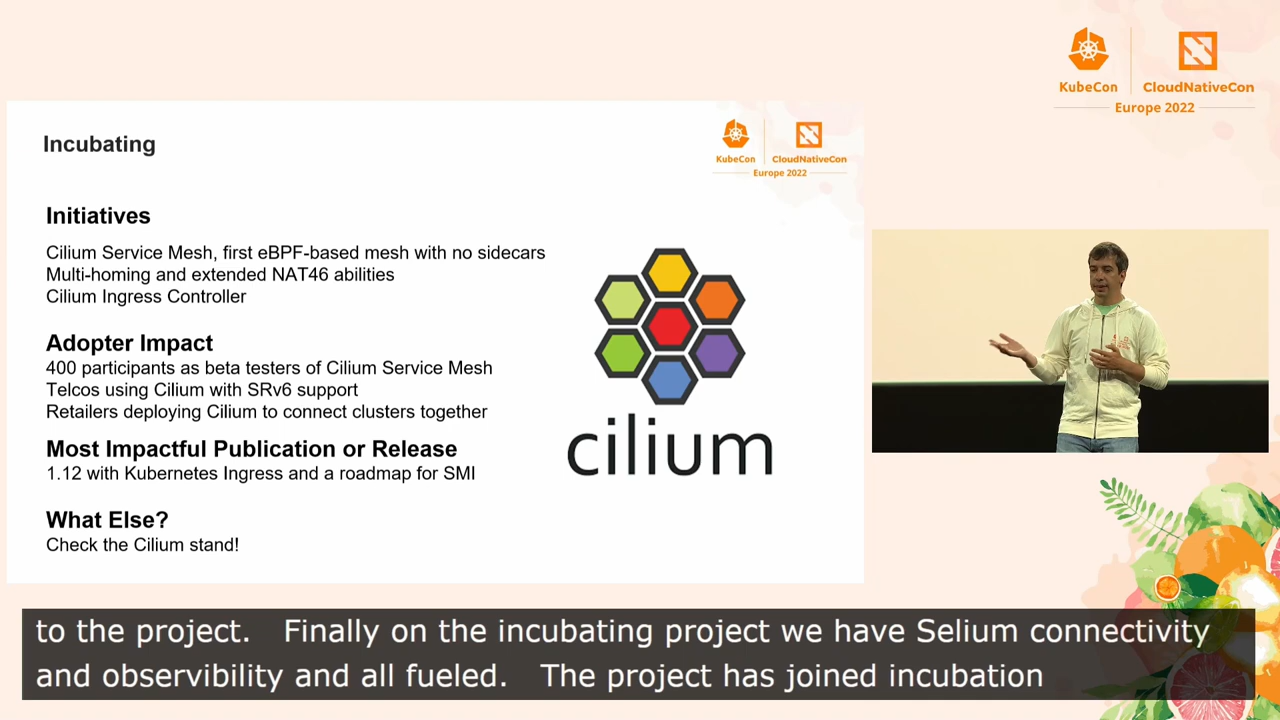 KubeCon
CloudNativeCon
Europe 2022
Incubating
KubeCon
CloudNativeCon
Europe 2022
Initiatives
Cilium Service Mesh, first eBPF-based mesh with no sidecars
Multi-homing and extended NAT46 abilities
Cilium Ingress Controller
Adopter Impact
400 participants as beta testers of Cilium Service Mesh
Telcos using Cilium with SRv6 support
Retailers deploying Cilium to connect clusters together
Most Impactful Publication or Release
1.12 with Kubernetes Ingress and a roadmap for SMI
What Else?
Check the Cilium stand!
cilium
to the project. Finally on the incubating project we have Selium connectivity
and observibility and all fueled. The project has joined incubation